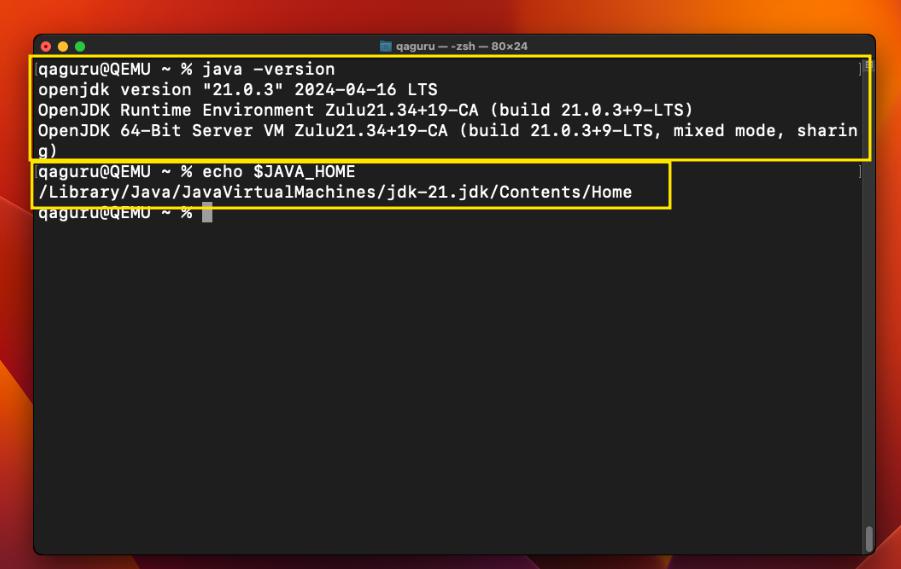 qaguru — -zsh — 80×24
qaguru@QEMU ~ % java -version
openjdk version "21.0.3" 2024-04-16 LTS
OpenJDK Runtime Environment Zulu21.34+19-CA (build 21.0.3+9-LTS)
OpenJDK 64-Bit Server VM Zulu21.34+19-CA (build 21.0.3+9-LTS, mixed mode, sharin
g)
qaguru@QEMU ~ % echo $JAVA_HOME
/Library/Java/JavaVirtualMachines/jdk-21.jdk/Contents/Home
qaguru@QEMU ~ %